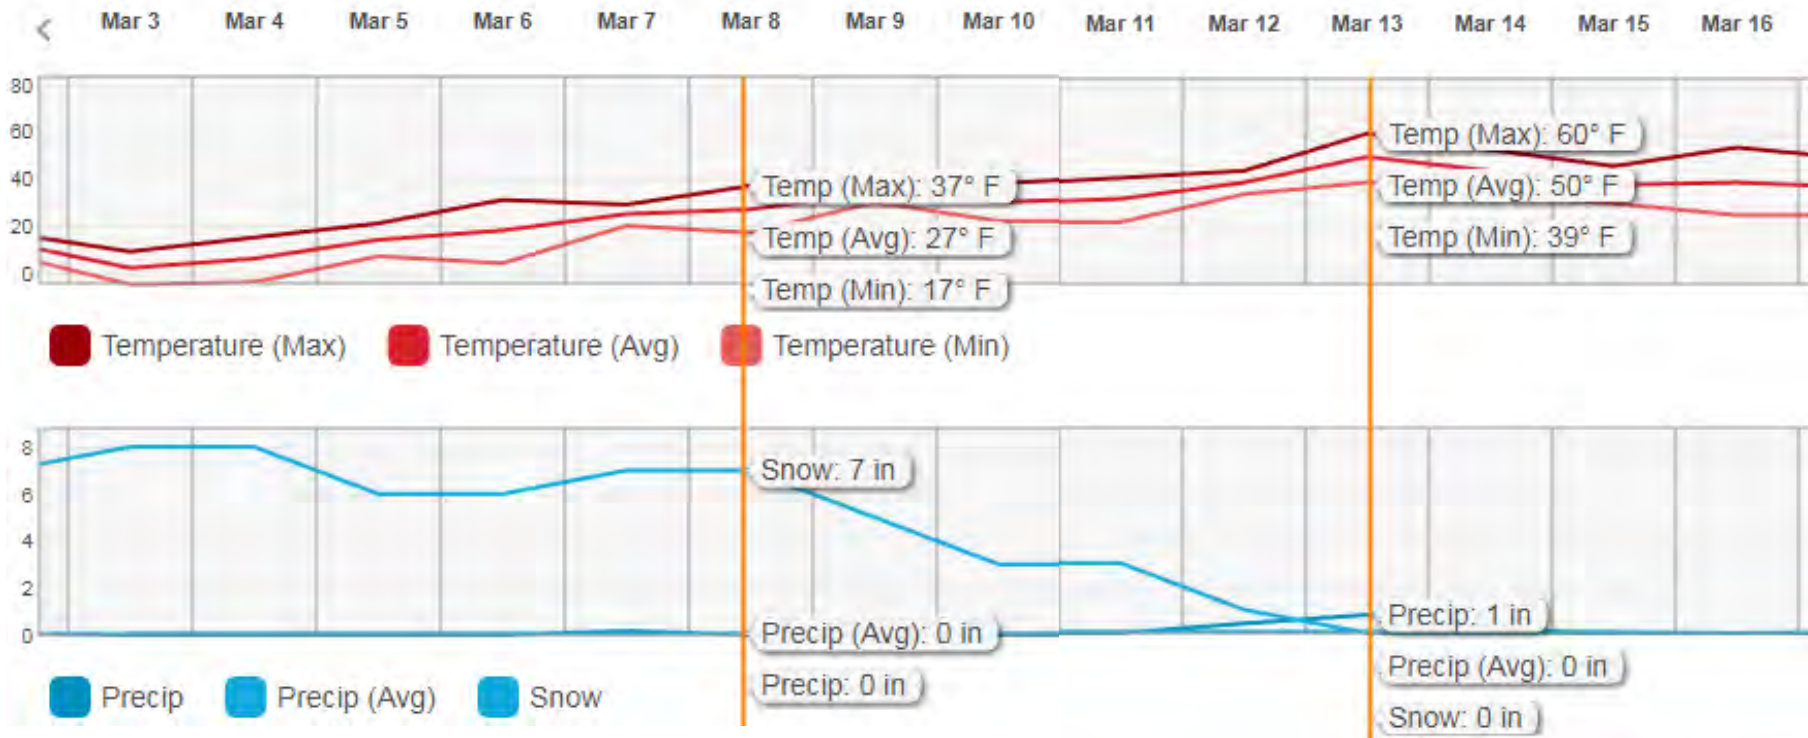 < Mar 3 Mar 4 Mar 5 Mar 6 Mar 7 Mar 8 Mar 9 Mar 10 Mar 11 Mar 12 Mar 13 Mar 14 Mar 15 Mar 16
80
60
40
20
0
Temp (Max): 37° F
Temp (Avg): 27° F
Temp (Min): 17° F
Temp (Max): 60° F
Temp (Avg): 50° F
Temp (Min): 39° F
Temperature (Max) Temperature (Avg) Temperature (Min)
8
6
4
2
0
Snow: 7 in
Precip (Avg): 0 in
Precip: 0 in
Precip: 1 in
Precip (Avg): 0 in
Snow: 0 in
Precip Precip (Avg) Snow